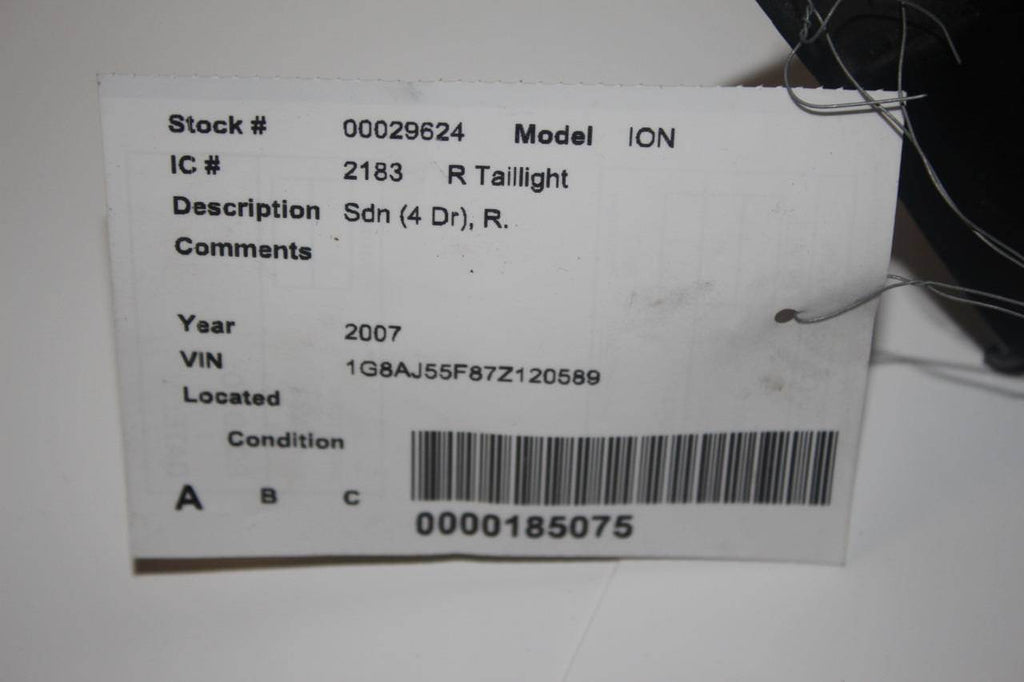 Stock # 00029624 Model ION
IC # 2183 R Taillight
Description Sdn (4 Dr), R.
Comments
Year 2007
VIN 1G8AJ55F87Z120589
Located
Condition
A B C
0000185075